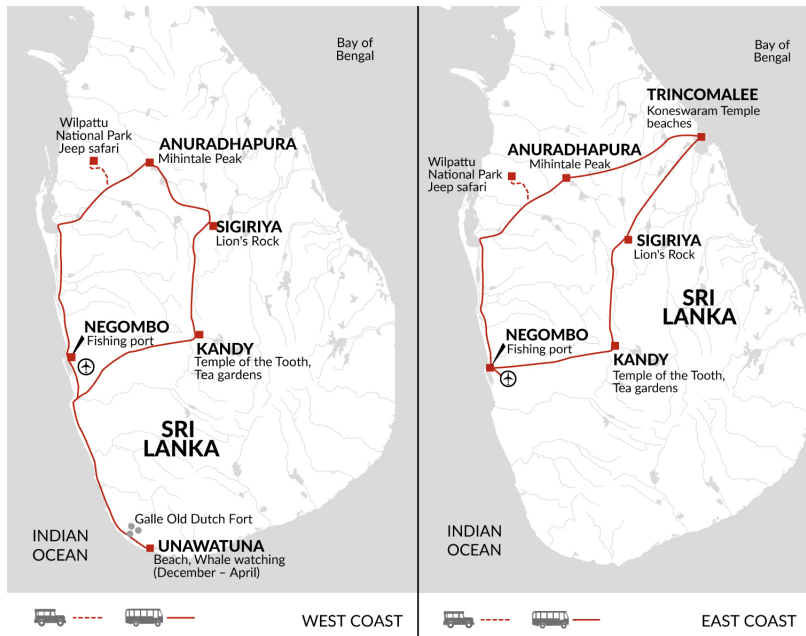 Bay of
Bengal
Wilpattu
National Park
Jeep safari
ANURADHAPURA
Mihintale Peak
SIGIRIYA
Lion's Rock
NEGOMBO
Fishing port
KANDY
Temple of the Tooth,
Tea gardens
SRI
LANKA
Galle Old Dutch Fort
INDIAN
OCEAN
UNAWATUNA
Beach, Whale watching
(December – April)
WEST COAST
Bay of
Bengal
TRINCOMALEE
Koneswaram Temple
beaches
ANURADHAPURA
Mihintale Peak
Wilpattu
National Park
Jeep safari
SIGIRIYA
Lion's Rock
SRI
LANKA
NEGOMBO
Fishing port
KANDY
Temple of the Tooth,
Tea gardens
INDIAN
OCEAN
EAST COAST